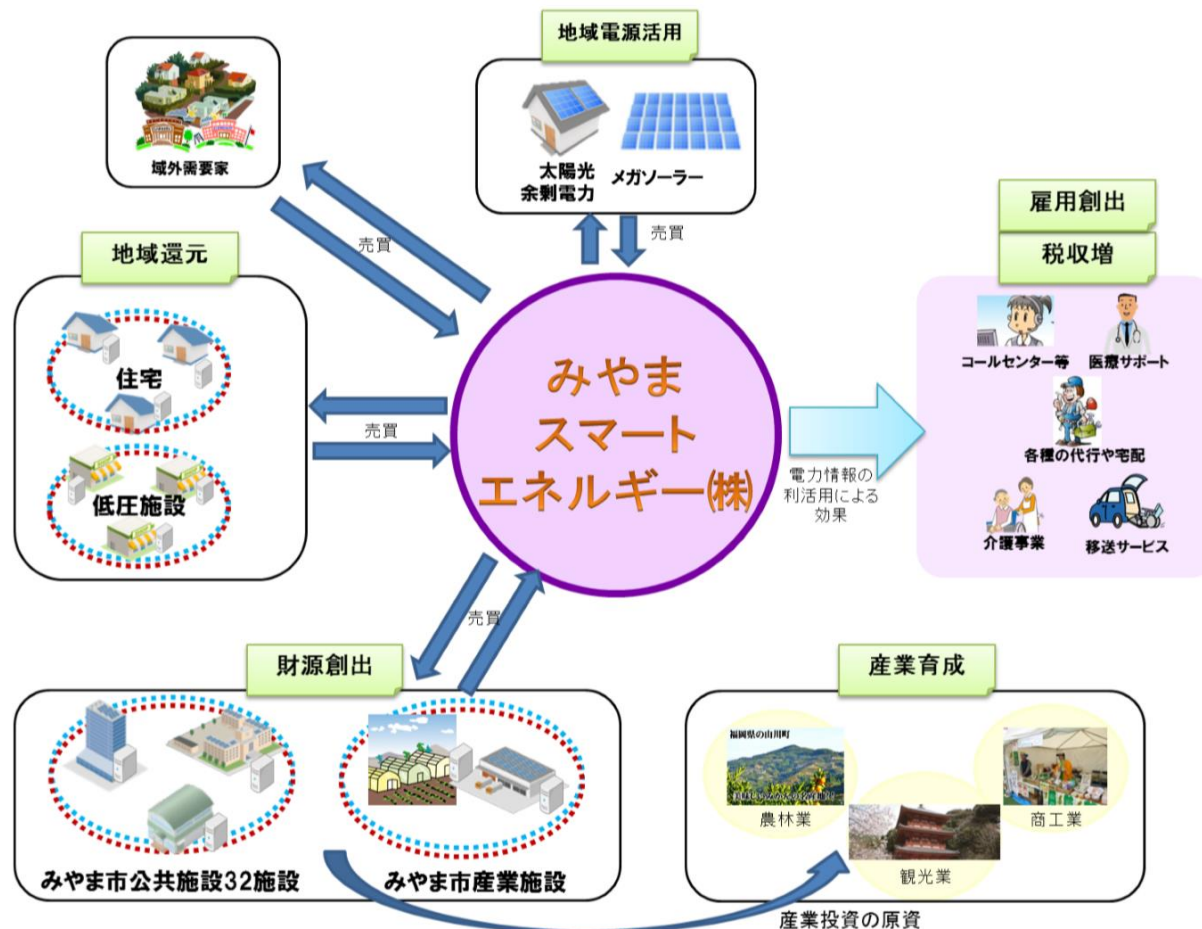 地域電源活用
太陽光
余剰電力
メガソーラー
域外需要家
売買
売買
地域還元
住宅
低圧施設
売買
みやま
スマート
エネルギー㈱
電力情報の
利活用による
効果
雇用創出
税収増
コールセンター等
医療サポート
各種の代行や宅配
介護事業
移送サービス
売買
財源創出
みやま市公共施設32施設
みやま市産業施設
産業育成
福岡県の山川町
農林業
商工業
観光業
産業投資の原資